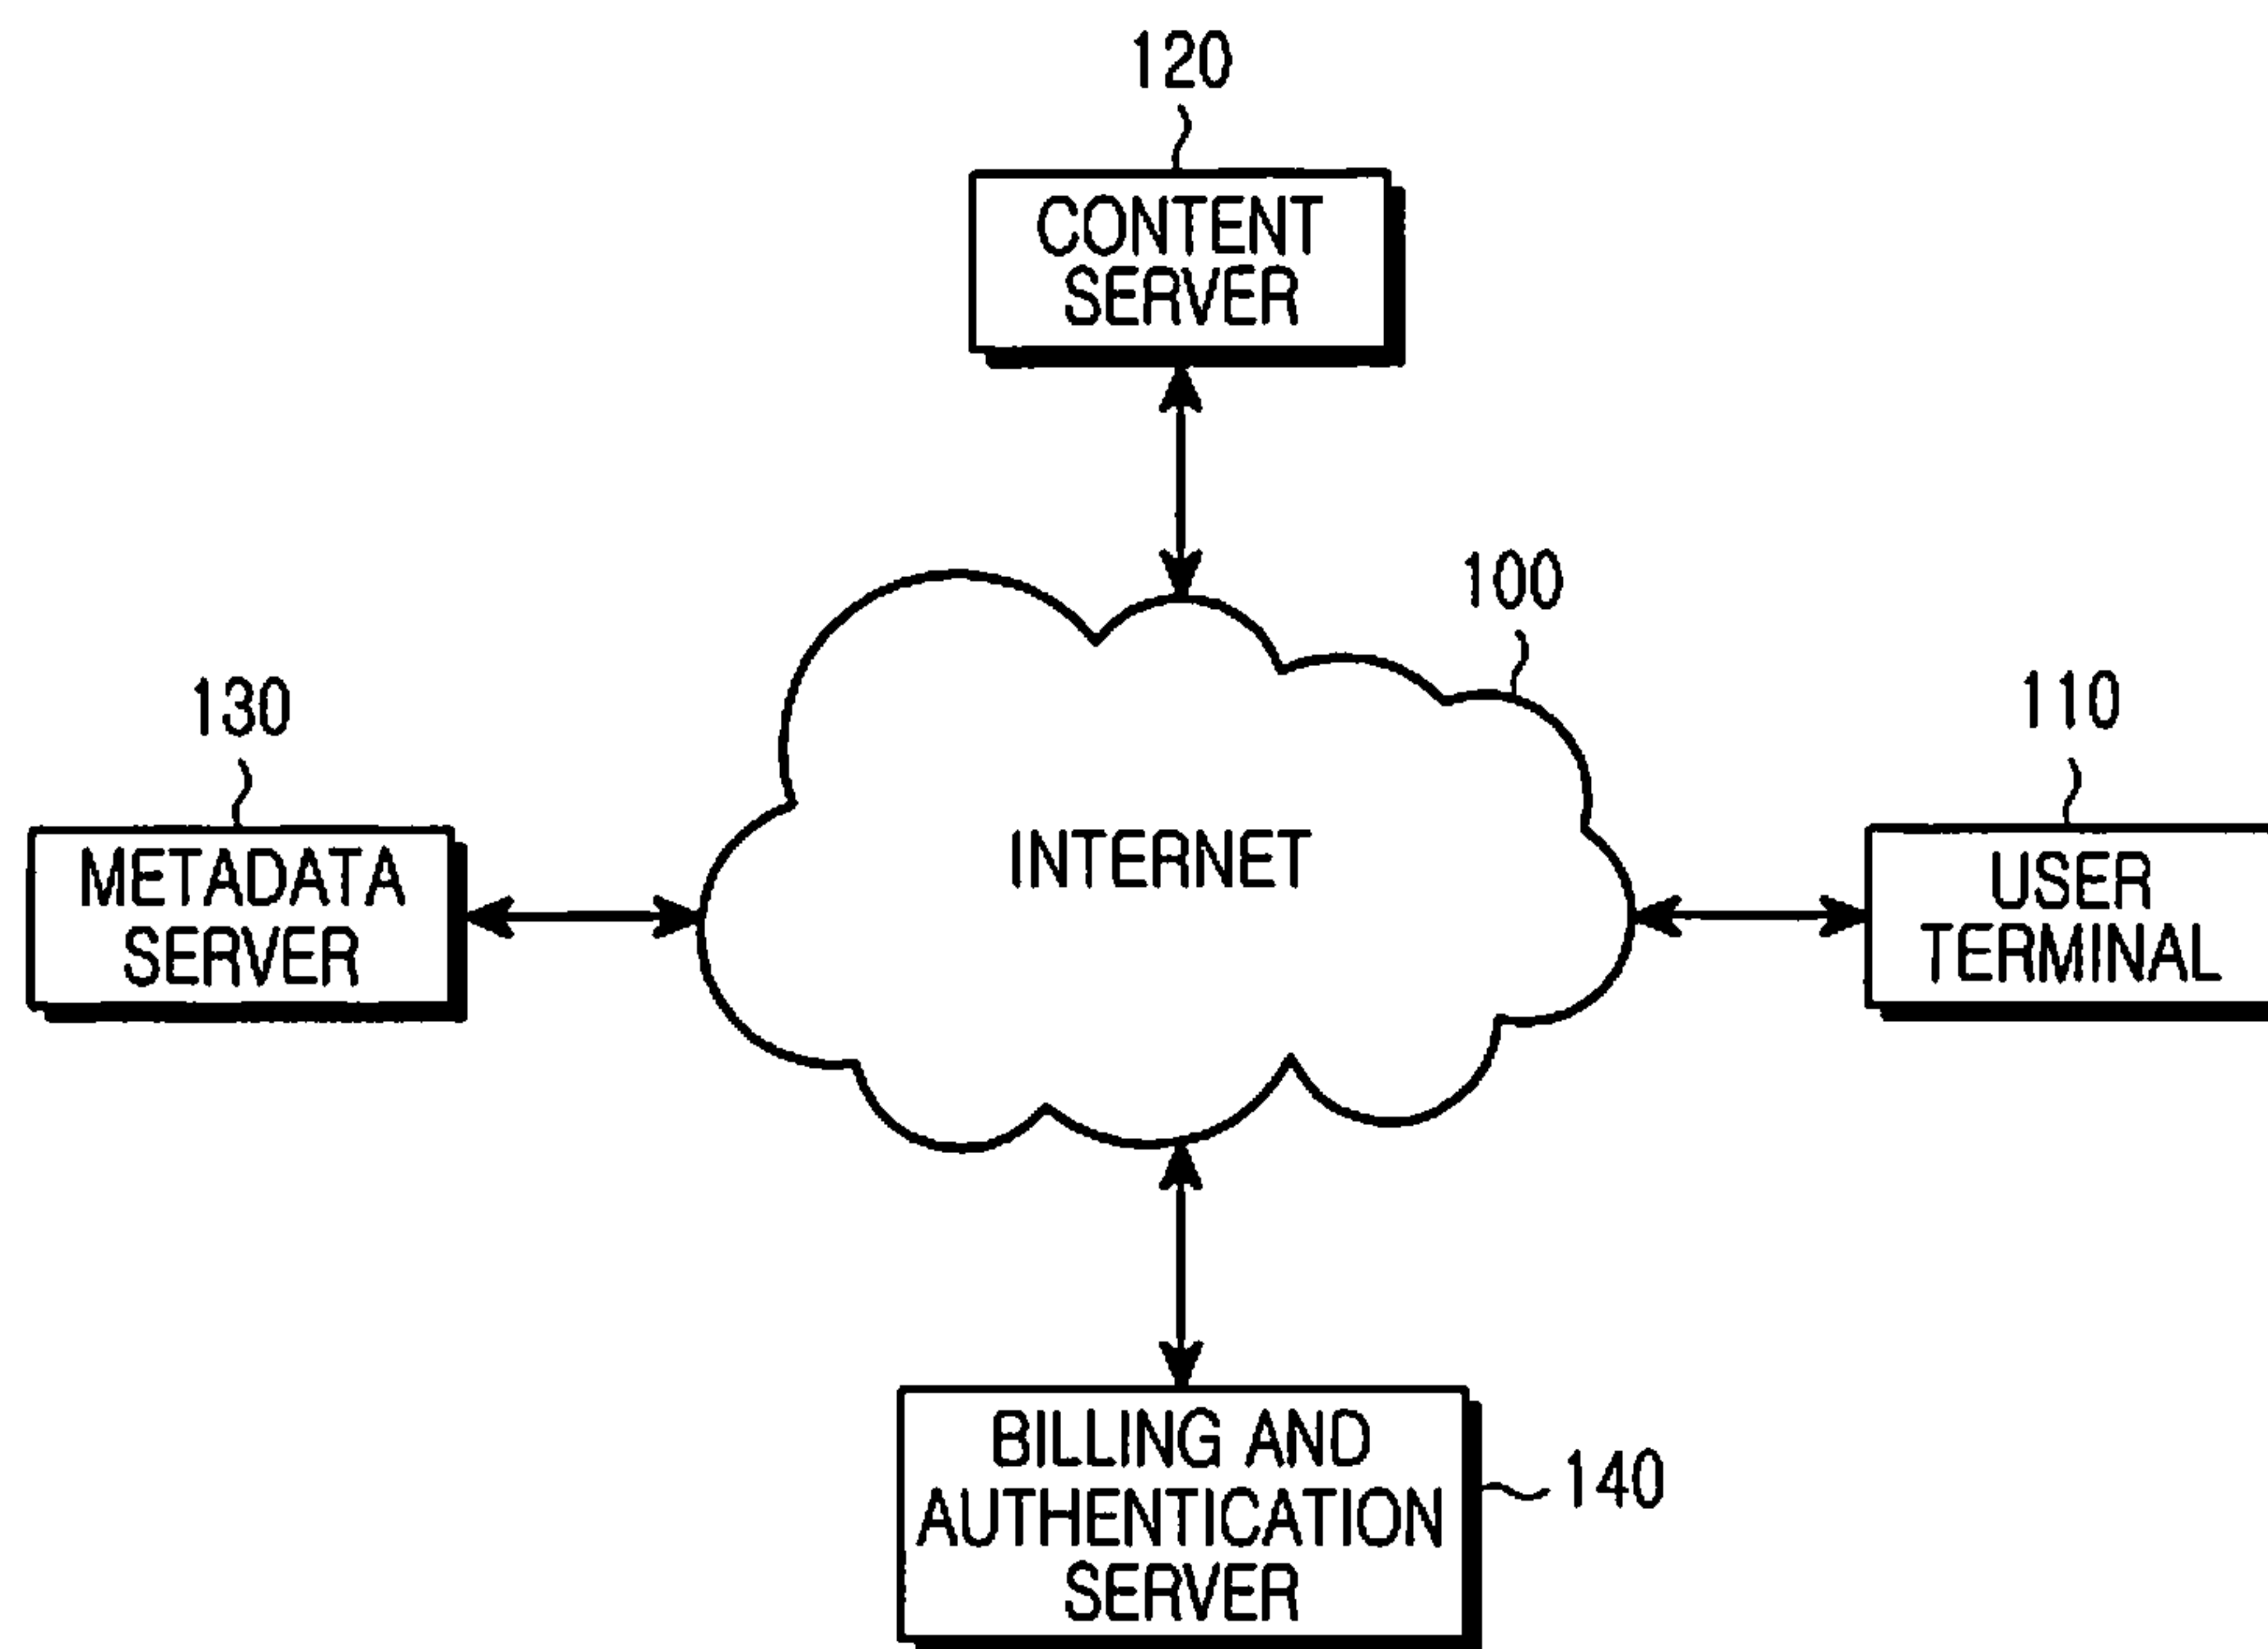 120
CONTENT
SERVER
100
130
110
INTERNET
METADATA
SERVER
USER
TERMINAL
BILLING AND
AUTHENTICATION
SERVER
140